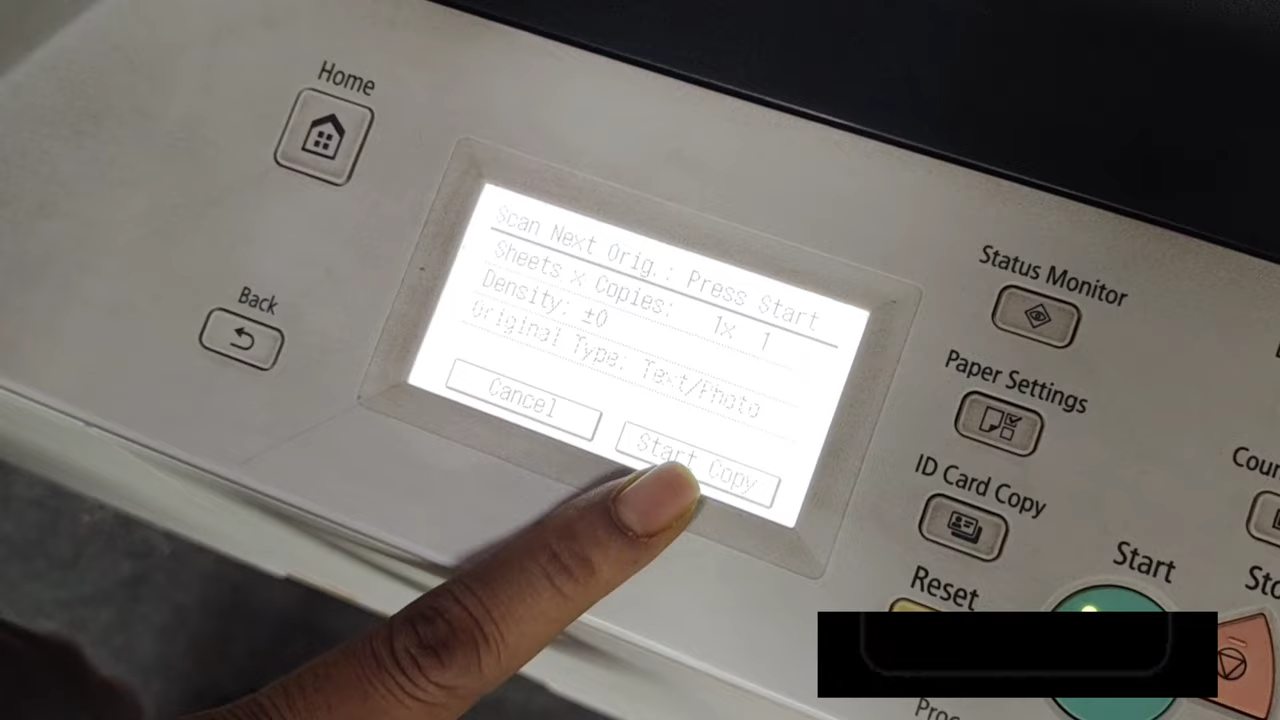 Home
Back
Scan Next Orig.: Press Start
Sheets x Copies: 1x 1
Density: ±0
Original Type: Text/Photo
Cancel
Start Copy
Status Monitor
Paper Settings
ID Card Copy
Reset
Start